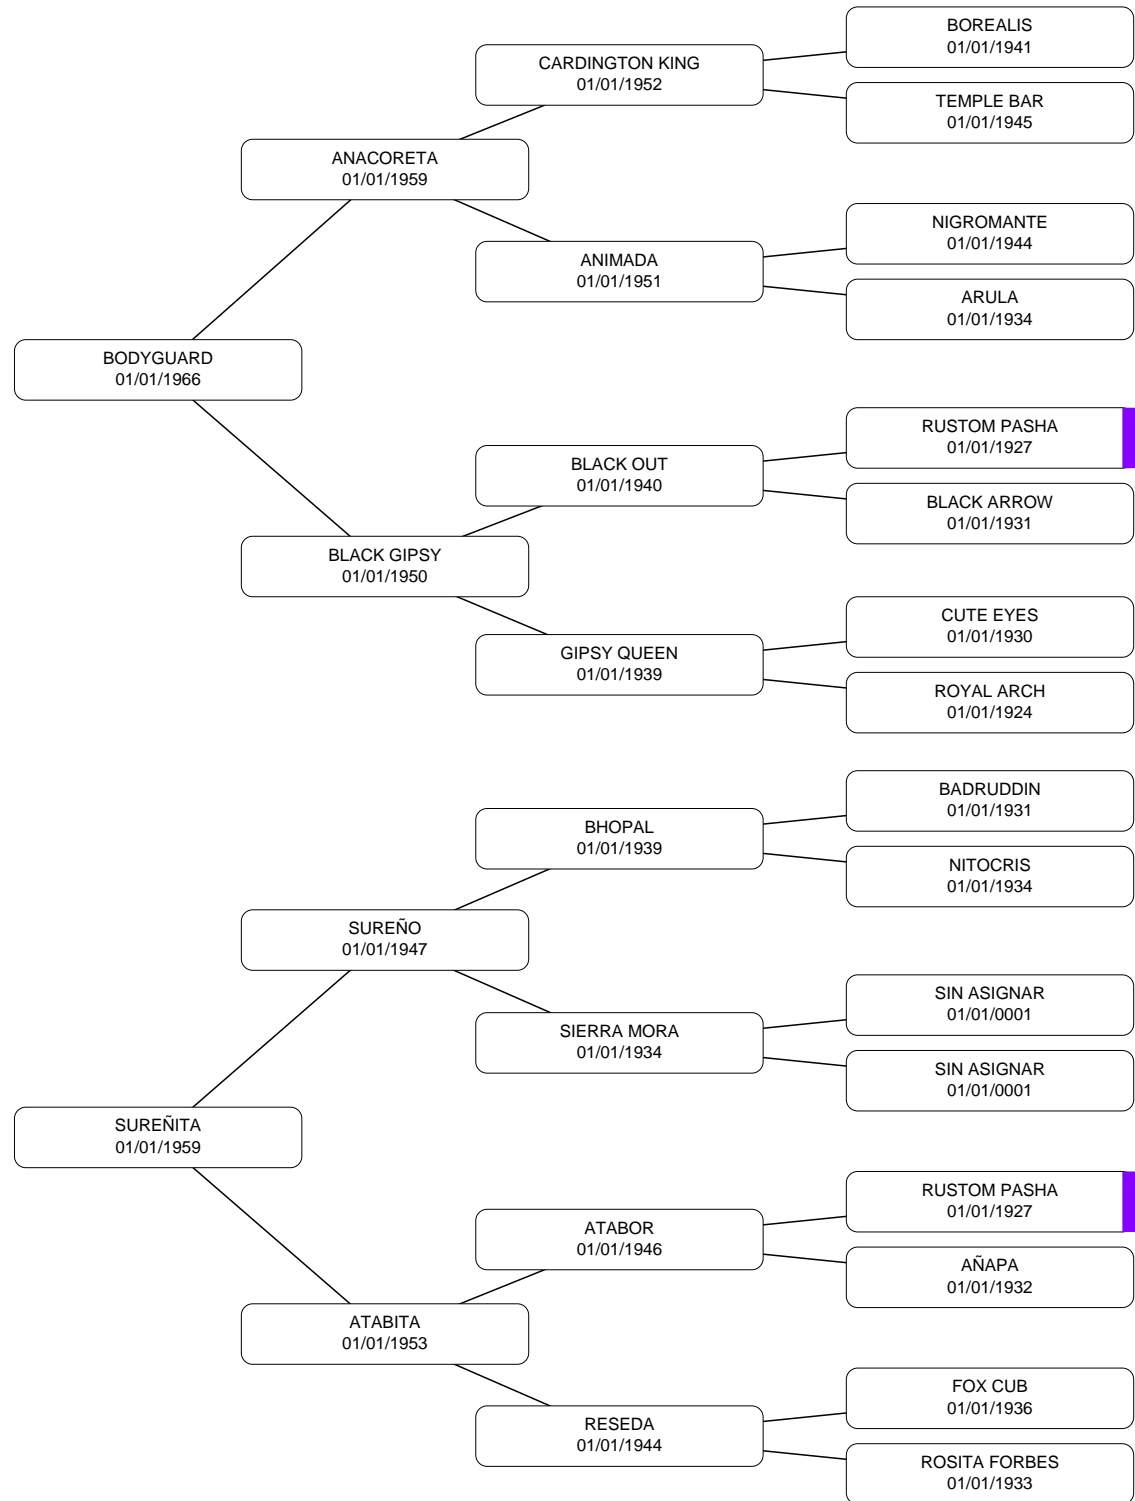 BOREALIS
01/01/1941
CARDINGTON KING
01/01/1952
TEMPLE BAR
01/01/1945
ANACORETA
01/01/1959
NIGROMANTE
01/01/1944
ANIMADA
01/01/1951
ARULA
01/01/1934
BODYGUARD
01/01/1966
RUSTOM PASHA
01/01/1927
BLACK OUT
01/01/1940
BLACK ARROW
01/01/1931
BLACK GIPSY
01/01/1950
CUTE EYES
01/01/1930
GIPSY QUEEN
01/01/1939
ROYAL ARCH
01/01/1924
BADRUDDIN
01/01/1931
BHOPAL
01/01/1939
NITOCRIS
01/01/1934
SUREÑO
01/01/1947
SIN ASIGNAR
01/01/0001
SIERRA MORA
01/01/1934
SIN ASIGNAR
01/01/0001
SUREÑITA
01/01/1959
RUSTOM PASHA
01/01/1927
ATABOR
01/01/1946
AÑAPA
01/01/1932
ATABITA
01/01/1953
FOX CUB
01/01/1936
RESEDA
01/01/1944
ROSITA FORBES
01/01/1933